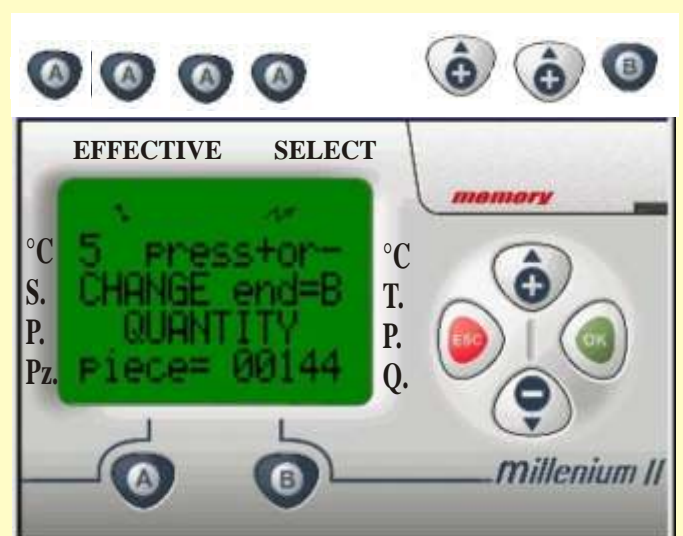 A A A A + + B
EFFECTIVE SELECT
memory
°C 5 press+or- °C
S. CHANGE end=B T.
P. QUANTITY P.
Pz. piece= 00144 Q.
+
ESC OK
-
A B
millenium II